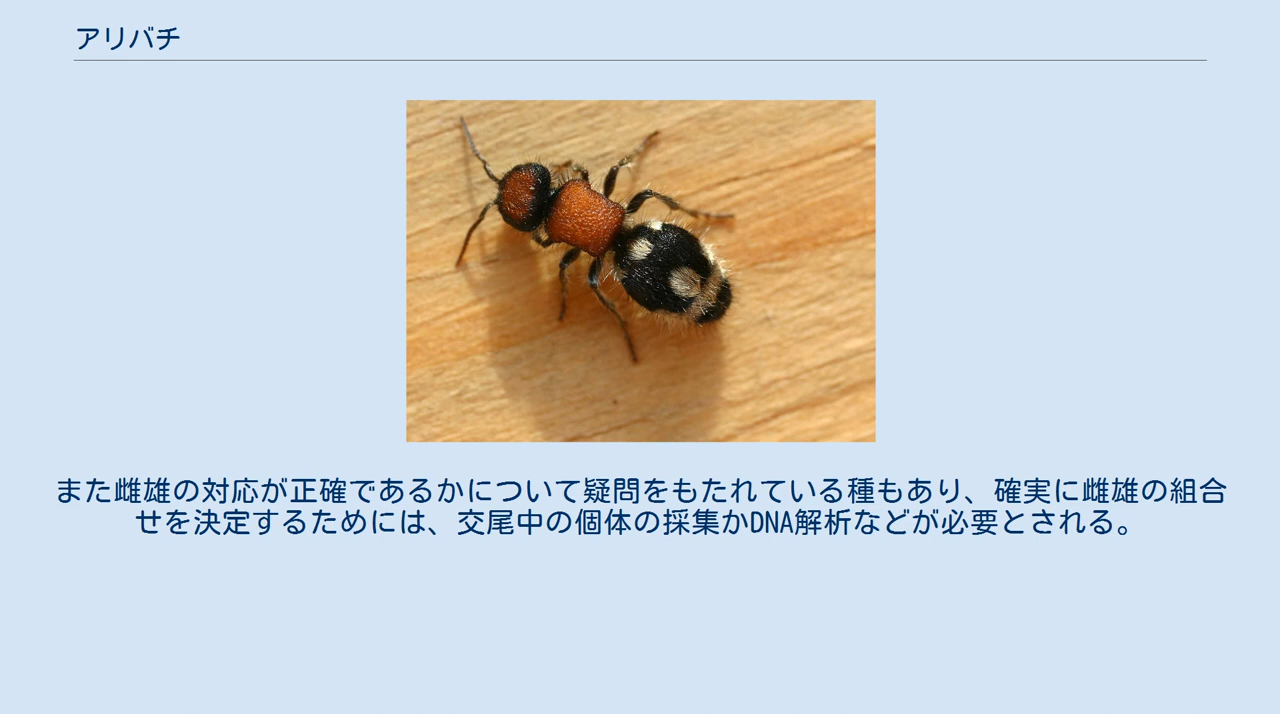 アリバチ
また雌雄の対応が正確であるかについて疑問をもたれている種もあり、確実に雌雄の組合
せを決定するためには、交尾中の個体の採集かDNA解析などが必要とされる。